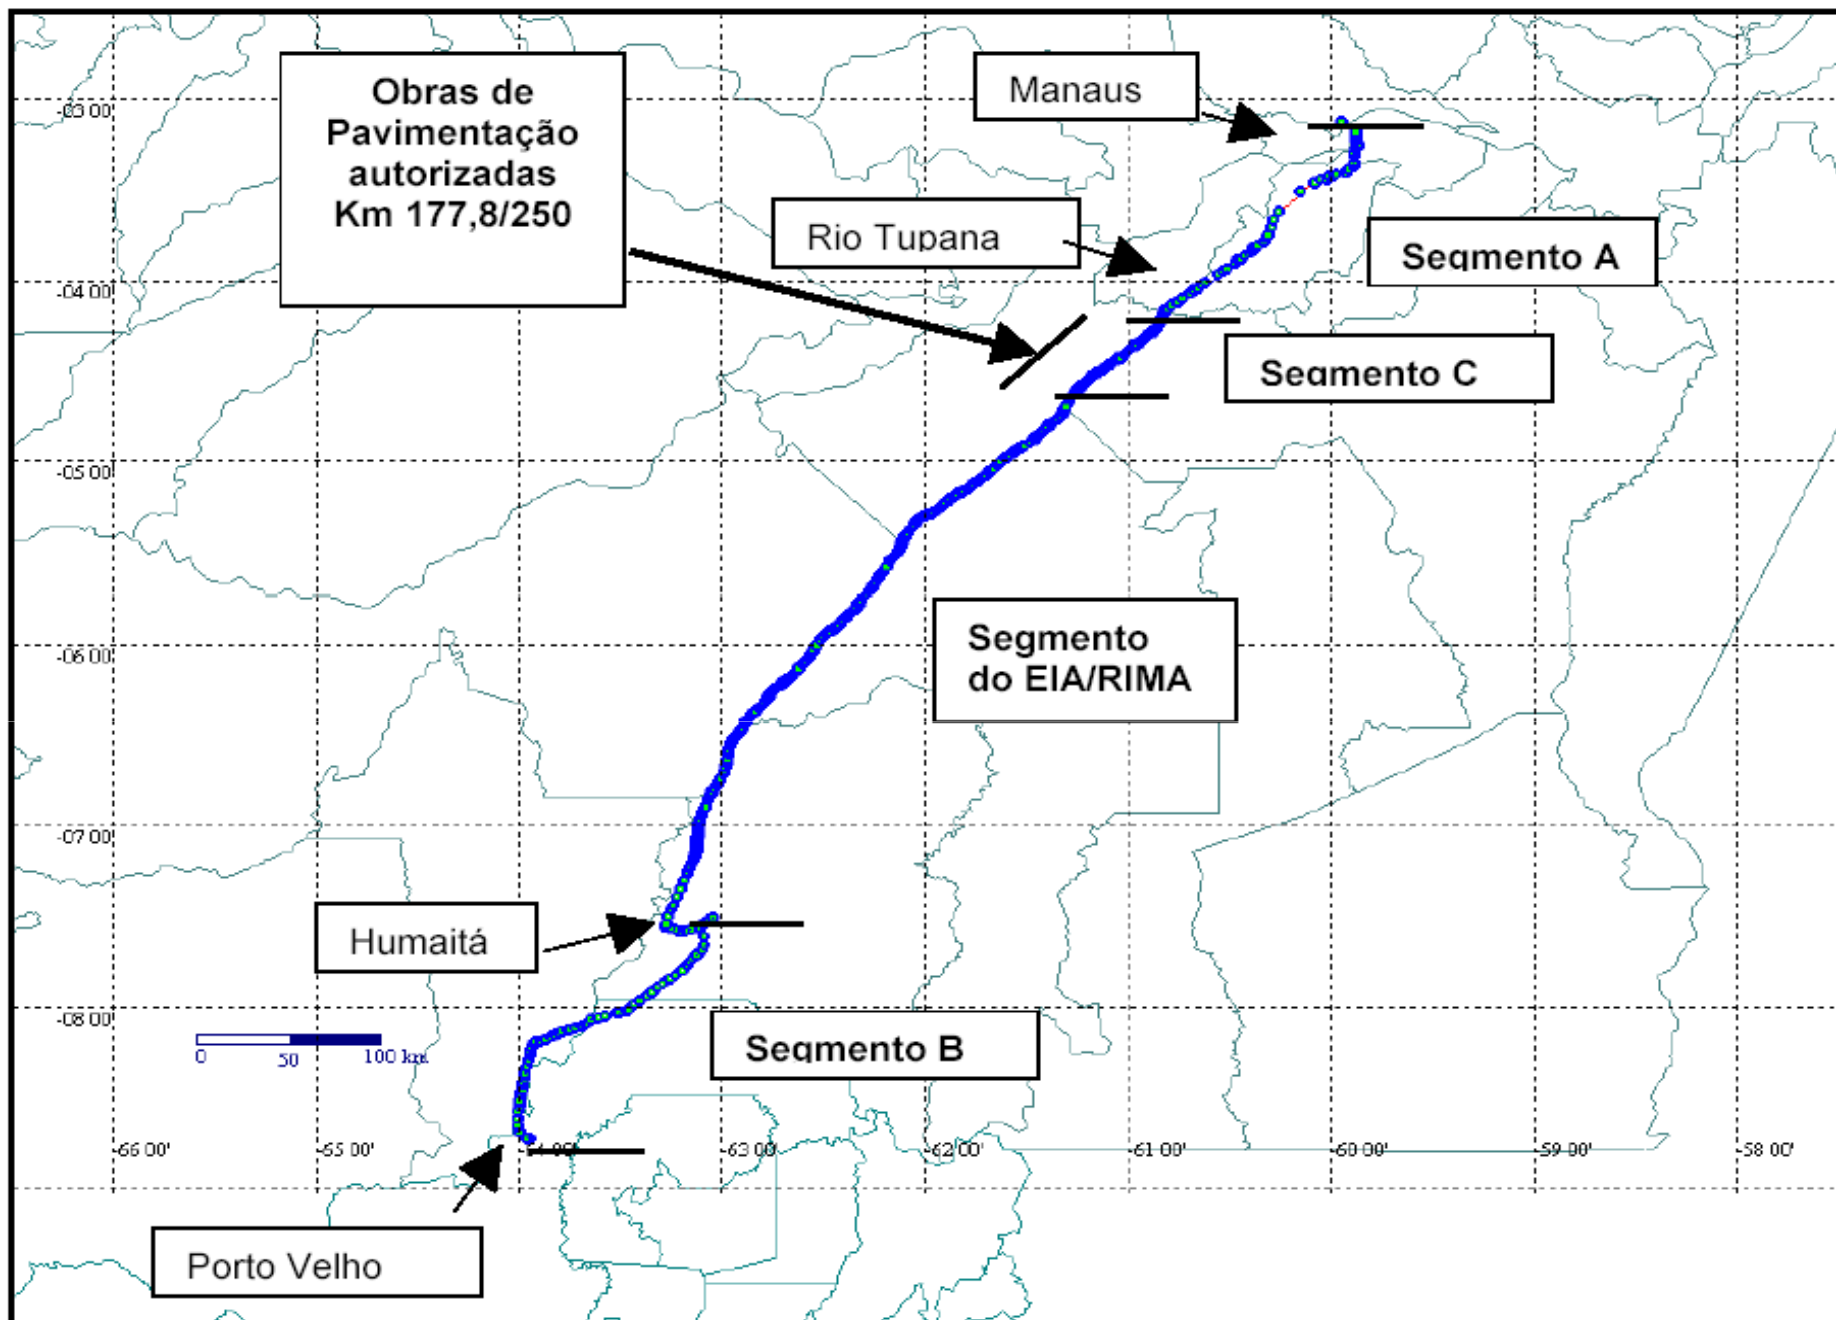 Obras de
Pavimentação
autorizadas
Km 177,8/250
Manaus
-03 00'
Rio Tupana
Segmento A
-04 00'
Segmento C
-05 00'
Segmento
do EIA/RIMA
-06 00'
-07 00'
Humaitá
-08 00'
0 50 100 km
Segmento B
-66 00' -65 00' -64 00' -63 00' -62 00' -61 00' -60 00' -59 00' -58 00'
Porto Velho